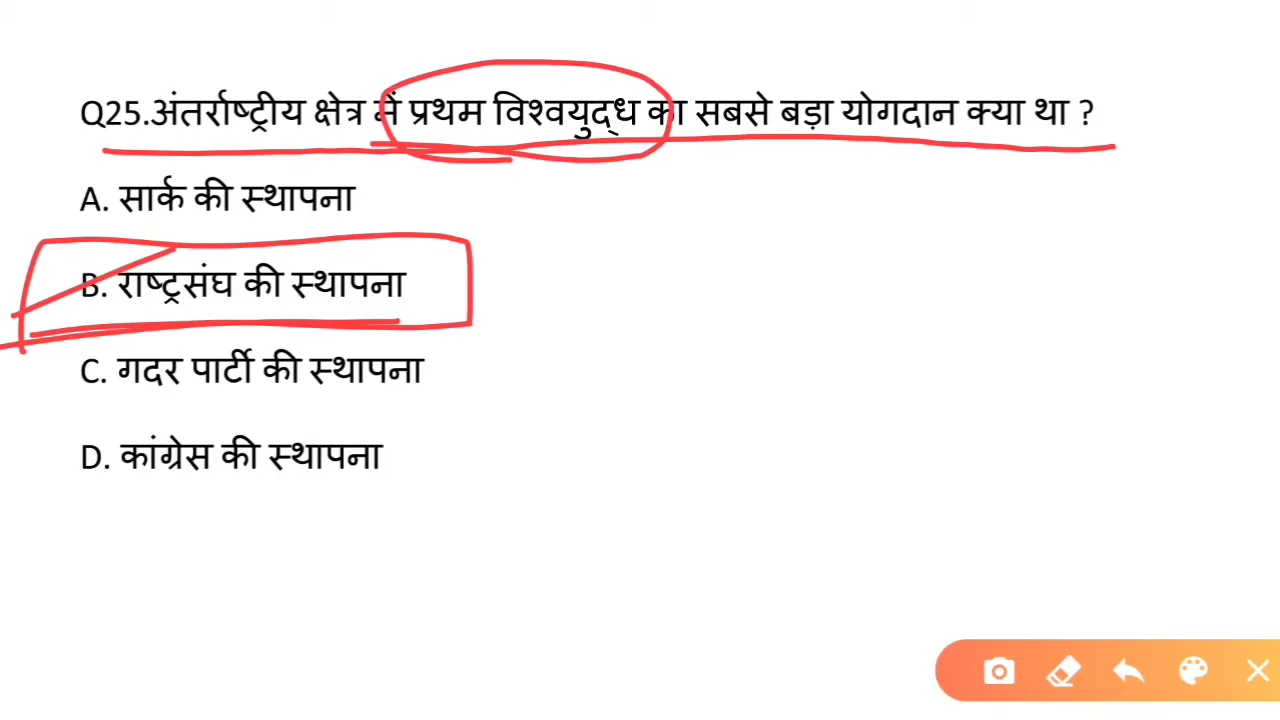 Q25.अंतर्राष्ट्रीय क्षेत्र में प्रथम विश्वयुद्ध का सबसे बड़ा योगदान क्या था ?
A. सार्क की स्थापना
B. राष्ट्रसंघ की स्थापना
C. गदर पार्टी की स्थापना
D. कांग्रेस की स्थापना